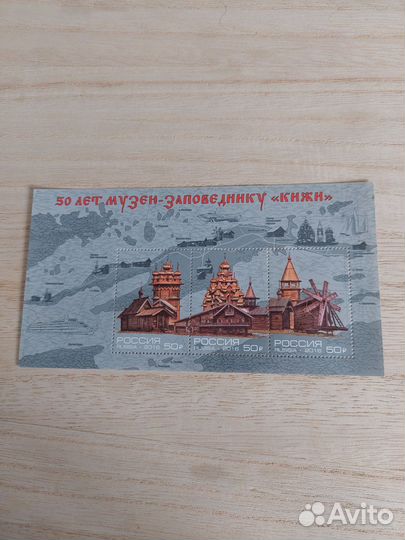 50 ЛЕТ МУЗЕЮ-ЗАПОВЕДНИКУ «КИЖИ»
РОССИЯ РОССИЯ РОССИЯ
RUSSIA · 2016 50₽ RUSSIA · 2016 50₽ RUSSIA · 2016 50₽
Avito